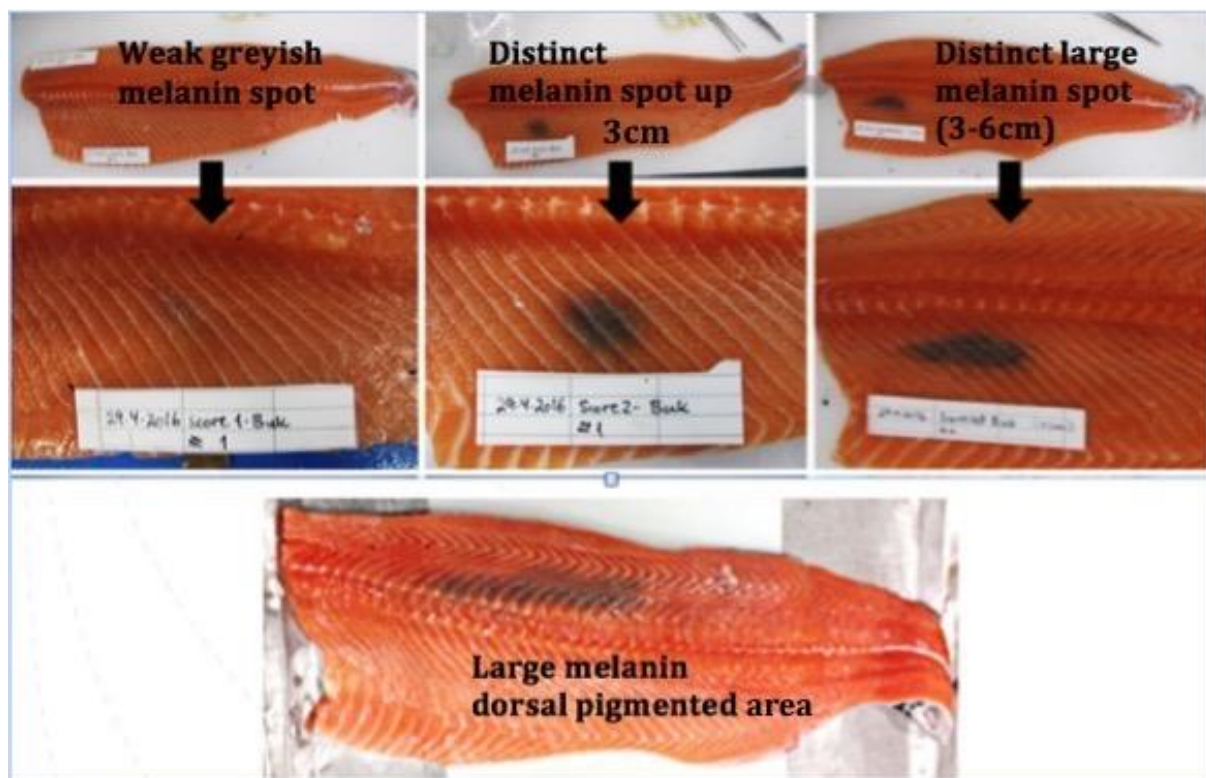 Weak greyish
melanin spot
Distinct
melanin spot up
3cm
Distinct large
melanin spot
(3-6cm)
29.4.2016 Score 1-Buk
# 1
29.4.2016 Score 2- Buk
#1
Large melanin
dorsal pigmented area